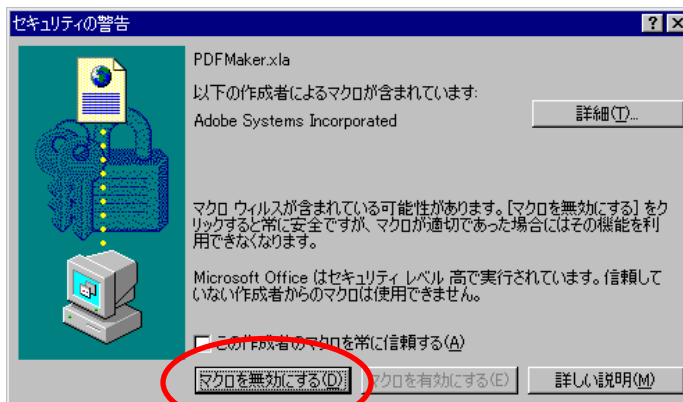 セキュリティの警告
PDFMaker.xla
以下の作成者によるマクロが含まれています:
Adobe Systems Incorporated
詳細(T)...
マクロ ウィルスが含まれている可能性があります。[マクロを無効にする] をク
リックすると常に安全ですが、マクロが適切であった場合にはその機能を利
用できなくなります。
Microsoft Office はセキュリティ レベル 高で実行されています。信頼して
いない作成者からのマクロは使用できません。
この作成者のマクロを常に信頼する(A)
マクロを無効にする(D) マクロを有効にする(E) 詳しい説明(M)